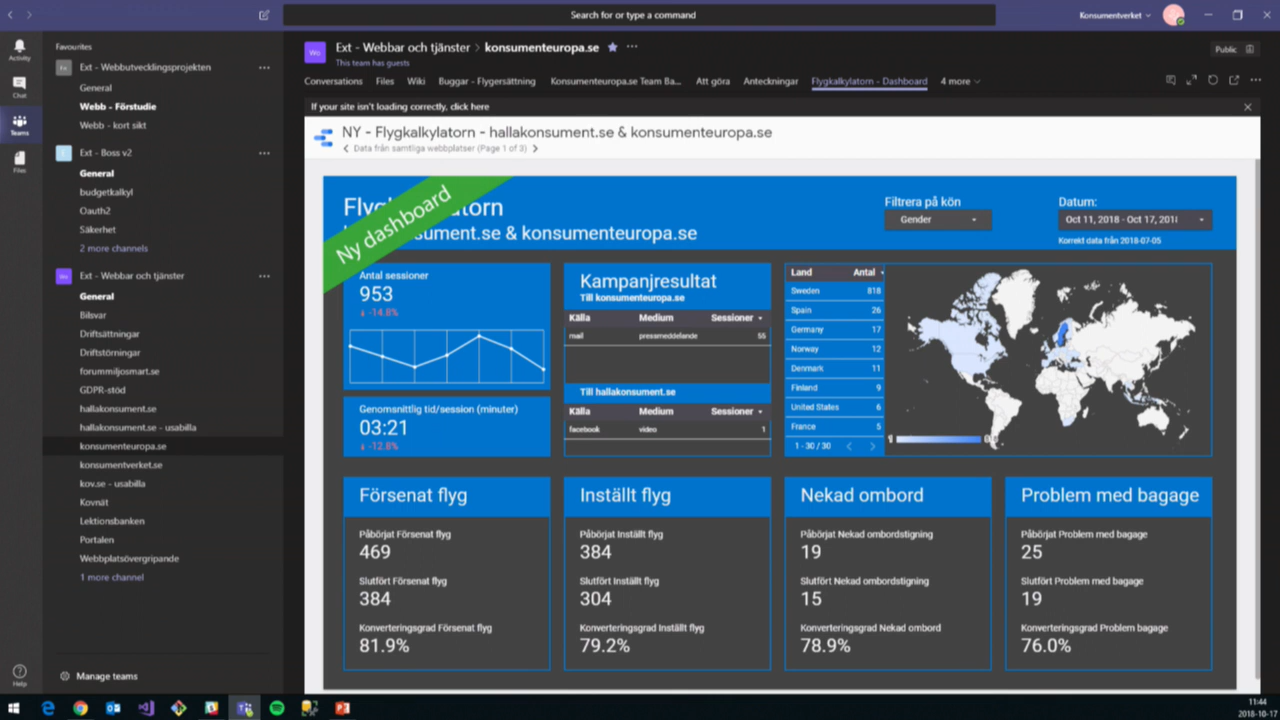 Search for or type a command
Konsumentverket
Activity
Chat
Teams
Files
Help
Favourites
Ext - Webbutvecklingsprojekten
General
Webb - Förstudie
Webb - kort sikt
Ext - Boss v2
General
budgetkalkyl
Oauth2
Säkerhet
2 more channels
Wo
Ext - Webbar och tjänster
General
Bilsvar
Driftsättningar
Driftstörningar
forummiljosmart.se
GDPR-stöd
hallakonsument.se
hallakonsument.se - usabilla
konsumenteuropa.se
konsumentverket.se
kov.se - usabilla
Kovnät
Lektionsbanken
Portalen
Webbplatsövergripande
1 more channel
Manage teams
Wo
Ext - Webbar och tjänster > konsumenteuropa.se
This team has guests
Public
Conversations Files Wiki Buggar - Flygersättning Konsumenteuropa.se Team Ba... Att göra Anteckningar Flygkalkylatorn - Dashboard 4 more
If your site isn't loading correctly, click here
NY - Flygkalkylatorn - hallakonsument.se & konsumenteuropa.se
Data från samtliga webbplatser (Page 1 of 3)
Ny dashboard
sument.se & konsumenteuropa.se
Filtrera på kön
Gender
Datum:
Oct 11, 2018 - Oct 17, 2018
Korrekt data från 2018-07-05
Antal sessioner
953
-14.8%
Genomsnittlig tid/session (minuter)
03:21
-12.8%
Kampanjresultat
Till konsumenteuropa.se
Källa Medium Sessioner
mail pressmeddelande 55
Till hallakonsument.se
Källa Medium Sessioner
facebook video 1
Land Antal
Sweden 818
Spain 26
Germany 17
Norway 12
Denmark 11
Finland 9
United States 6
France 5
1 - 30 / 30
Försenat flyg
Påbörjat Försenat flyg
469
Slutfört Försenat flyg
384
Konverteringsgrad Försenat flyg
81.9%
Inställt flyg
Påbörjat Inställt flyg
384
Slutfört Inställt flyg
304
Konverteringsgrad Inställt flyg
79.2%
Nekad ombord
Påbörjat Nekad ombordstigning
19
Slutfört Nekad ombordstigning
15
Konverteringsgrad Nekad ombord
78.9%
Problem med bagage
Påbörjat Problem med bagage
25
Slutfört Problem med bagage
19
Konverteringsgrad Problem med bagage
76.0%
11:44
2018-10-17